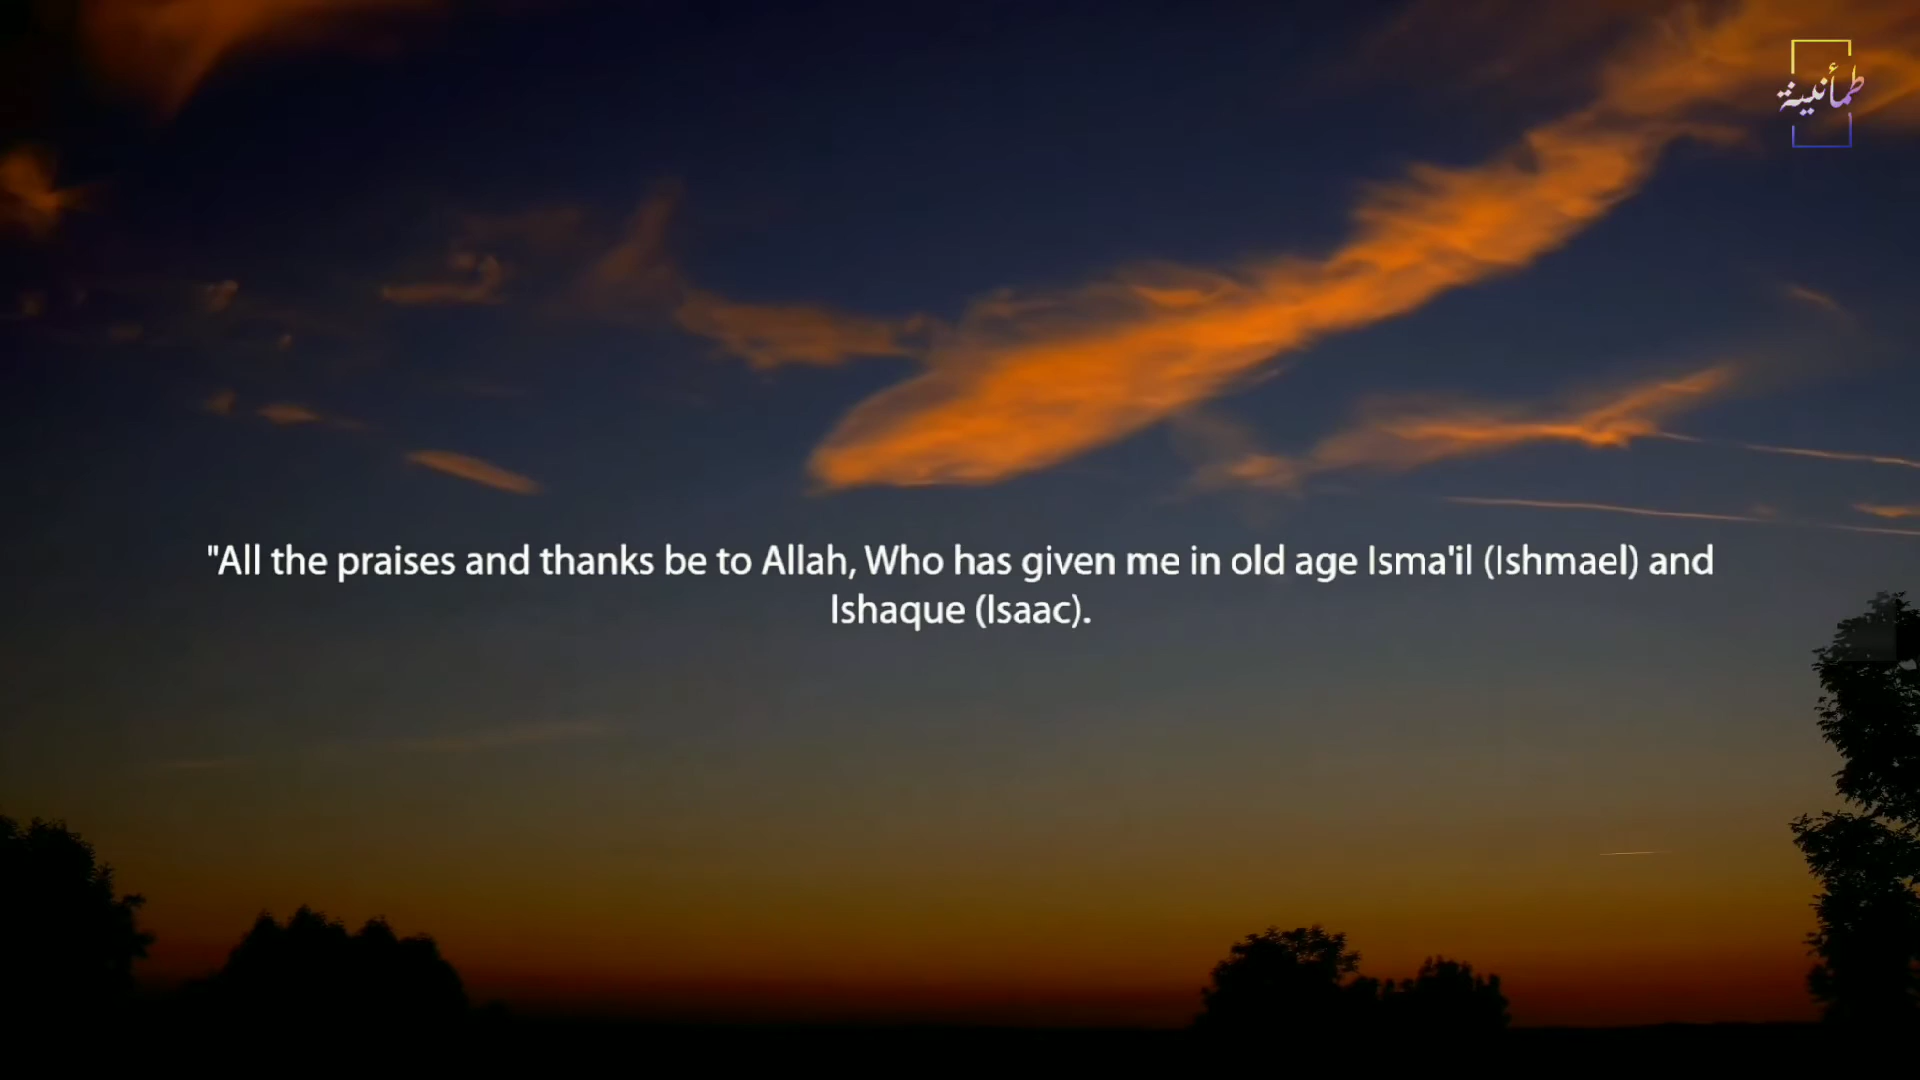 طمأنينة
"All the praises and thanks be to Allah, Who has given me in old age Isma'il (Ishmael) and
Ishaque (Isaac).